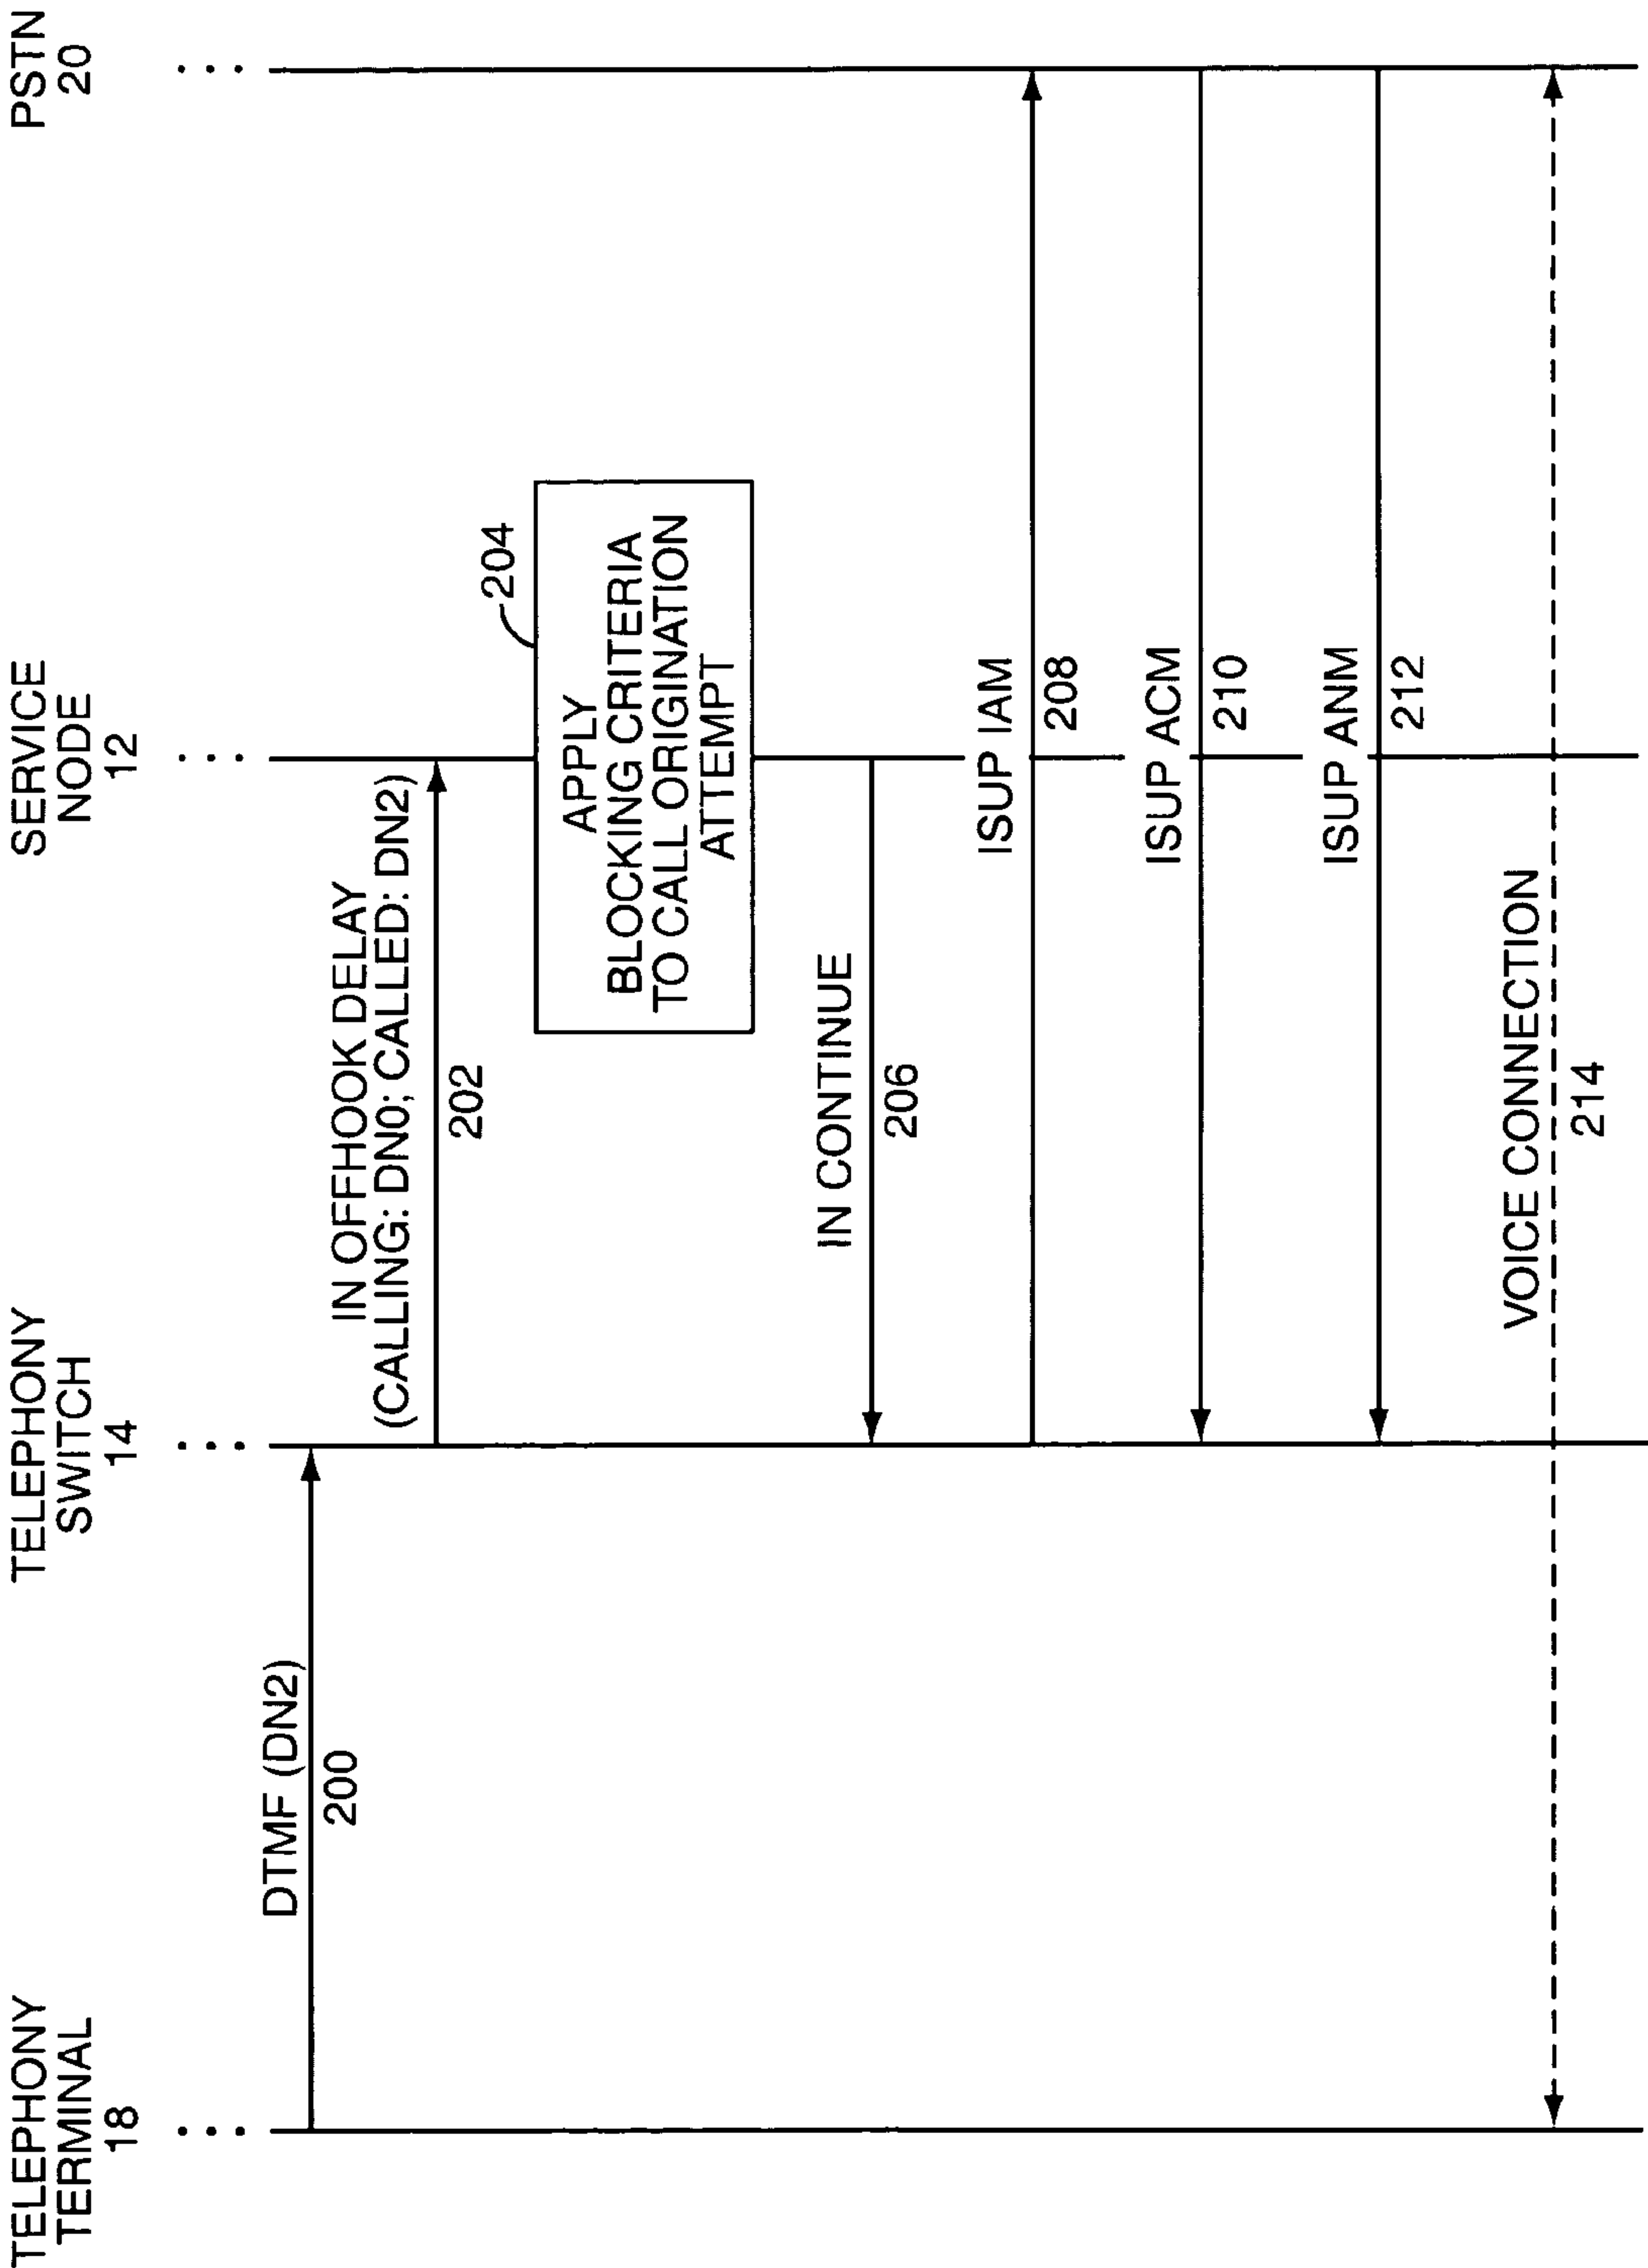 TELEPHONY
TERMINAL
18
TELEPHONY
SWITCH
14
SERVICE
NODE
12
PSTN
20
...
...
...
...
DTMF (DN2)
200
IN OFFHOOK DELAY
(CALLING: DN0; CALLED: DN2)
202
204
APPLY
BLOCKING CRITERIA
TO CALL ORIGINATION
ATTEMPT
IN CONTINUE
206
ISUP IAM
208
ISUP ACM
210
ISUP ANM
212
VOICE CONNECTION
214